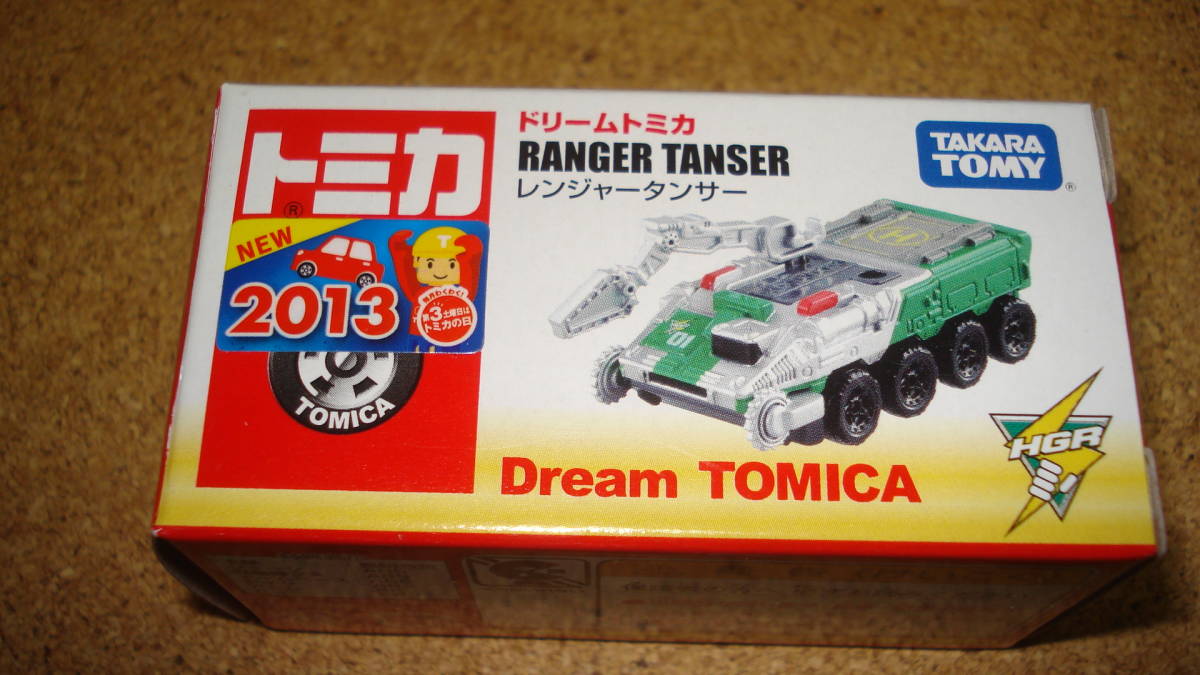 トミカ
®
NEW
2013
T
毎月わくわく!
第3土曜日は
トミカの日
TOMICA
ドリームトミカ
RANGER TANSER
レンジャータンサー
TAKARA
TOMY
®
H
01
HGR
Dream TOMICA